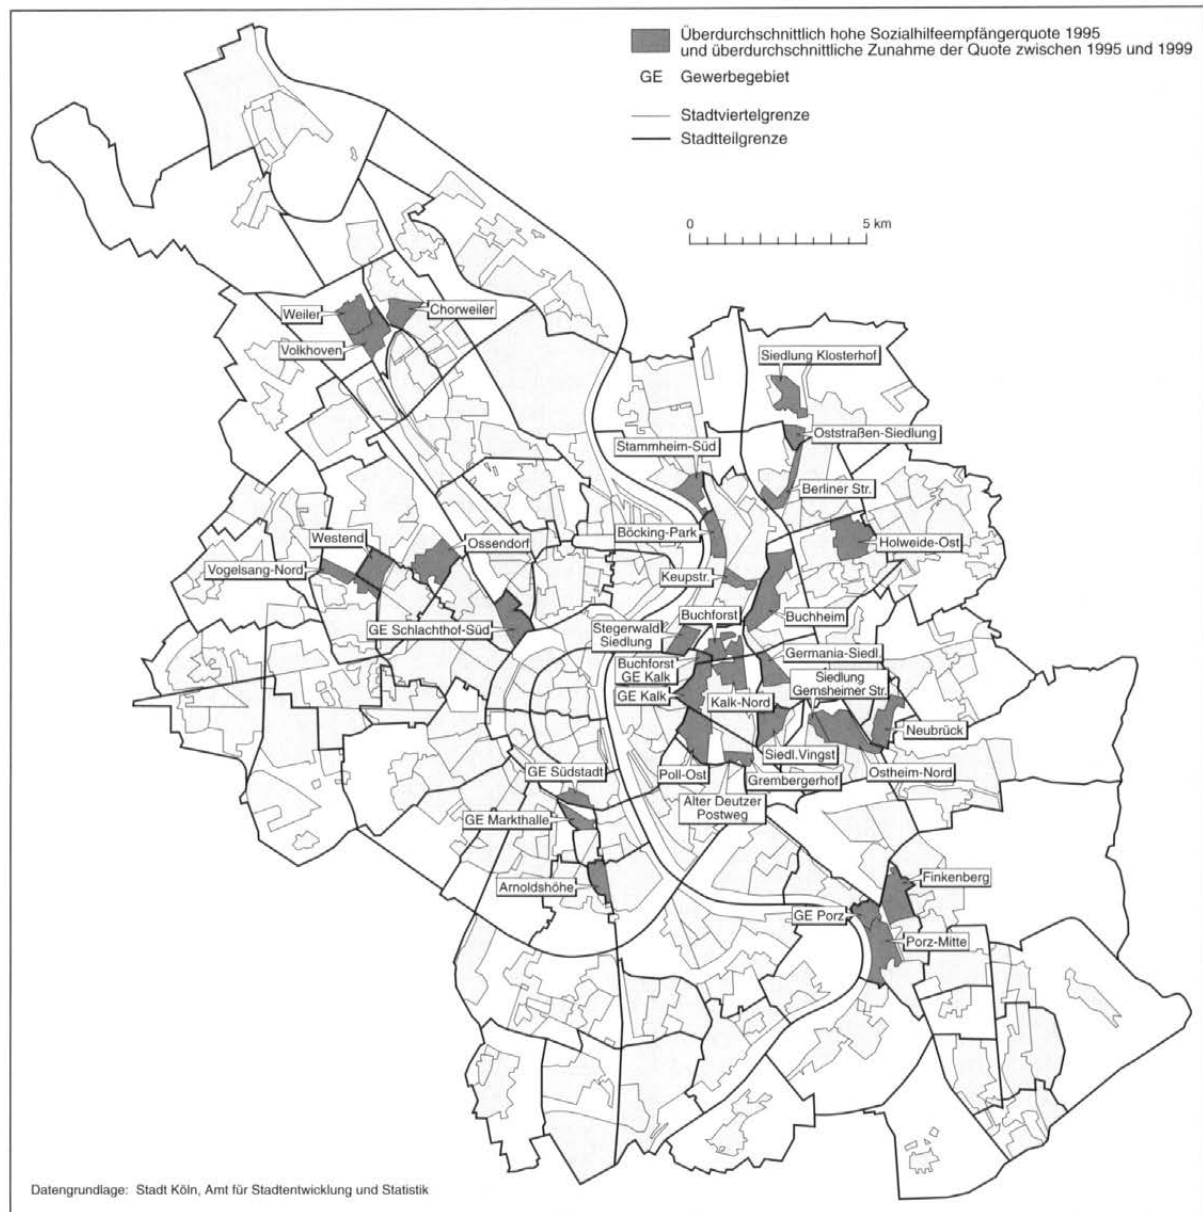 Überdurchschnittlich hohe Sozialhilfeempfängerquote 1995
und überdurchschnittliche Zunahme der Quote zwischen 1995 und 1999
GE Gewerbegebiet
Stadtviertelgrenze
Stadtteilgrenze
0 5 km
Weiler
Chorweiler
Volkhoven
Siedlung Klosterhof
Oststraßen-Siedlung
Stammheim-Süd
Berliner Str.
Böcking-Park
Holweide-Ost
Westend
Ossendorf
Vogelsang-Nord
Keupstr.
Buchforst
Buchheim
GE Schlachthof-Süd
Stegerwald
Siedlung
Germania-Siedl.
Buchforst
GE Kalk
Siedlung
Gernsheimer Str.
GE Kalk
Kalk-Nord
Neubrück
Siedl.Vingst
GE Südstadt
Poll-Ost
Grembergerhof
Ostheim-Nord
Alter Deutzer
Postweg
GE Markthalle
Arnoldshöhe
Finkenberg
GE Porz
Porz-Mitte
Datengrundlage: Stadt Köln, Amt für Stadtentwicklung und Statistik